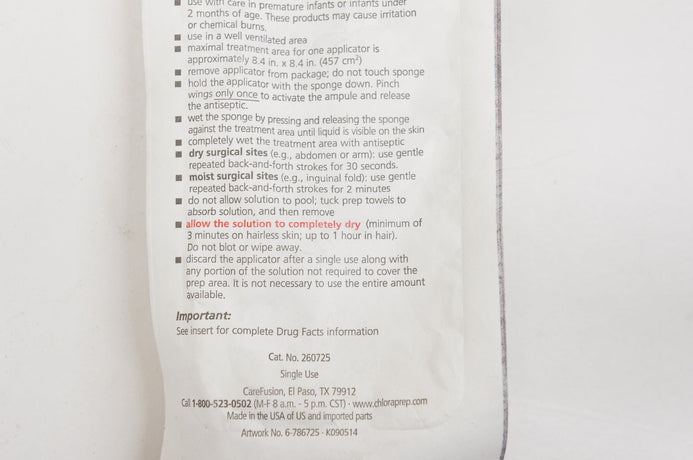 ■ use with care in premature infants or infants under
2 months of age. These products may cause irritation
or chemical burns.
■ use in a well ventilated area
■ maximal treatment area for one applicator is
approximately 8.4 in. x 8.4 in. (457 cm²)
■ remove applicator from package; do not touch sponge
■ hold the applicator with the sponge down. Pinch
wings only once to activate the ampule and release
the antiseptic.
■ wet the sponge by pressing and releasing the sponge
against the treatment area until liquid is visible on the skin
■ completely wet the treatment area with antiseptic
■ dry surgical sites (e.g., abdomen or arm): use gentle
repeated back-and-forth strokes for 30 seconds.
■ moist surgical sites (e.g., inguinal fold): use gentle
repeated back-and-forth strokes for 2 minutes
■ do not allow solution to pool; tuck prep towels to
absorb solution, and then remove
■ allow the solution to completely dry (minimum of
3 minutes on hairless skin; up to 1 hour in hair).
Do not blot or wipe away.
■ discard the applicator after a single use along with
any portion of the solution not required to cover the
prep area. It is not necessary to use the entire amount
available.
Important:
See insert for complete Drug Facts information
Cat. No. 260725
Single Use
CareFusion, El Paso, TX 79912
Call 1-800-523-0502 (M-F 8 a.m. - 5 p.m. CST) · www.chloraprep.com
Made in the USA of US and imported parts
Artwork No. 6-786725 · K090514